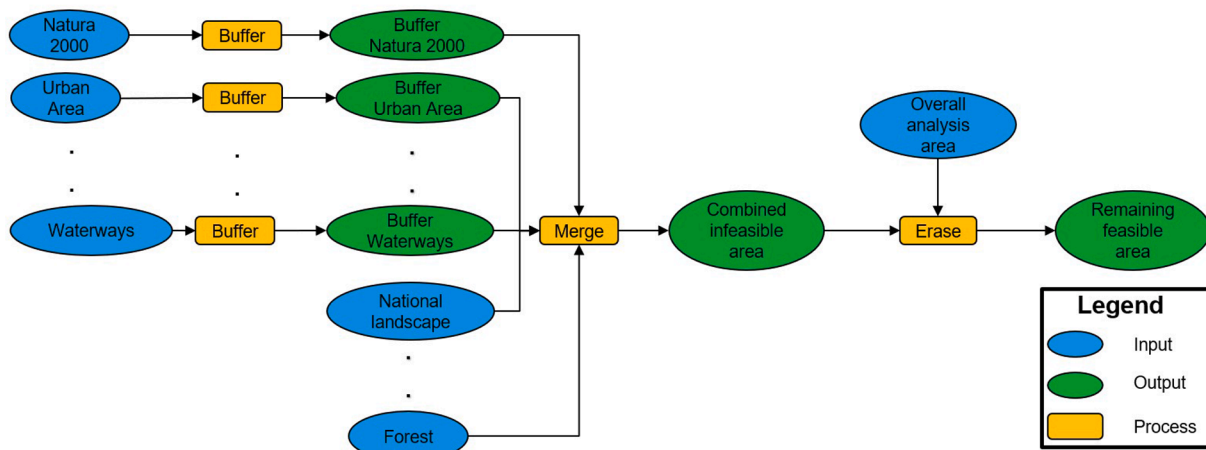 Natura
2000
Buffer
Buffer
Natura 2000
Urban
Area
Buffer
Buffer
Urban Area
Overall
analysis
area
Waterways
Buffer
Buffer
Waterways
Merge
Combined
infeasible
area
Erase
Remaining
feasible
area
National
landscape
Forest
Legend
Input
Output
Process